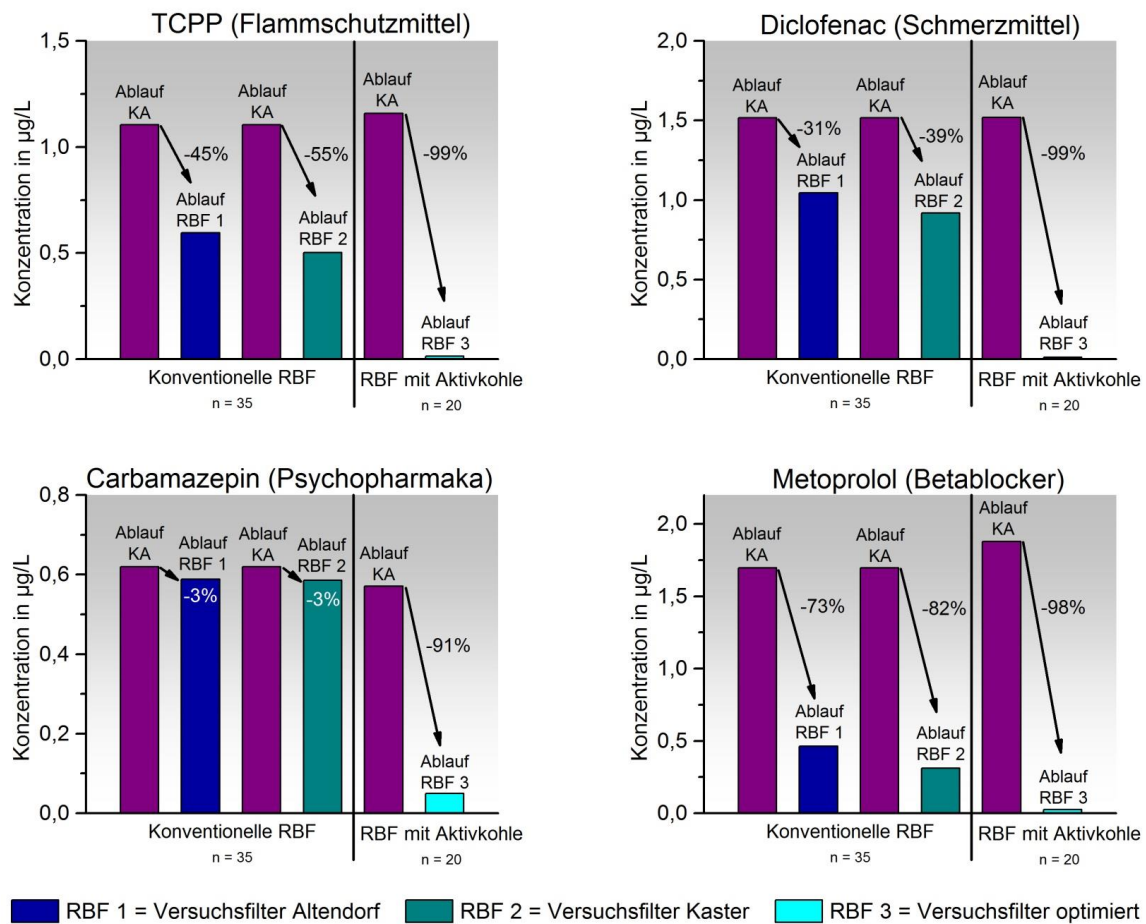 TCPP (Flammschutzmittel)
Konzentration in µg/L
1,5
1,0
0,5
0,0
Ablauf
KA
-45%
Ablauf
RBF 1
Ablauf
KA
-55%
Ablauf
RBF 2
Ablauf
KA
-99%
Ablauf
RBF 3
Konventionelle RBF
n = 35
RBF mit Aktivkohle
n = 20
Diclofenac (Schmerzmittel)
Konzentration in µg/L
2,0
1,5
1,0
0,5
0,0
Ablauf
KA
-31%
Ablauf
RBF 1
Ablauf
KA
-39%
Ablauf
RBF 2
Ablauf
KA
-99%
Ablauf
RBF 3
Konventionelle RBF
n = 35
RBF mit Aktivkohle
n = 20
Carbamazepin (Psychopharmaka)
Konzentration in µg/L
0,8
0,6
0,4
0,2
0,0
Ablauf
KA
Ablauf
RBF 1
-3%
Ablauf
KA
Ablauf
RBF 2
-3%
Ablauf
KA
-91%
Ablauf
RBF 3
Konventionelle RBF
n = 35
RBF mit Aktivkohle
n = 20
Metoprolol (Betablocker)
Konzentration in µg/L
2,0
1,5
1,0
0,5
0,0
Ablauf
KA
-73%
Ablauf
RBF 1
Ablauf
KA
-82%
Ablauf
RBF 2
Ablauf
KA
-98%
Ablauf
RBF 3
Konventionelle RBF
n = 35
RBF mit Aktivkohle
n = 20
RBF 1 = Versuchsfilter Altendorf
RBF 2 = Versuchsfilter Kaster
RBF 3 = Versuchsfilter optimiert